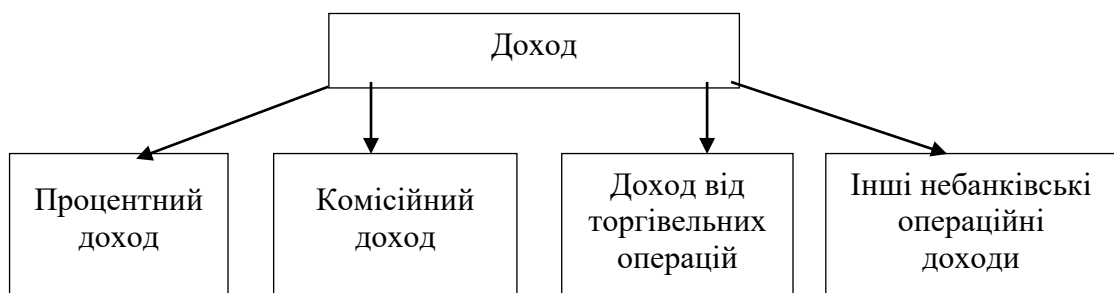 Доход
Процентний
доход
Комісійний
доход
Доход від
торгівельних
операцій
Інші небанківські
операційні
доходи